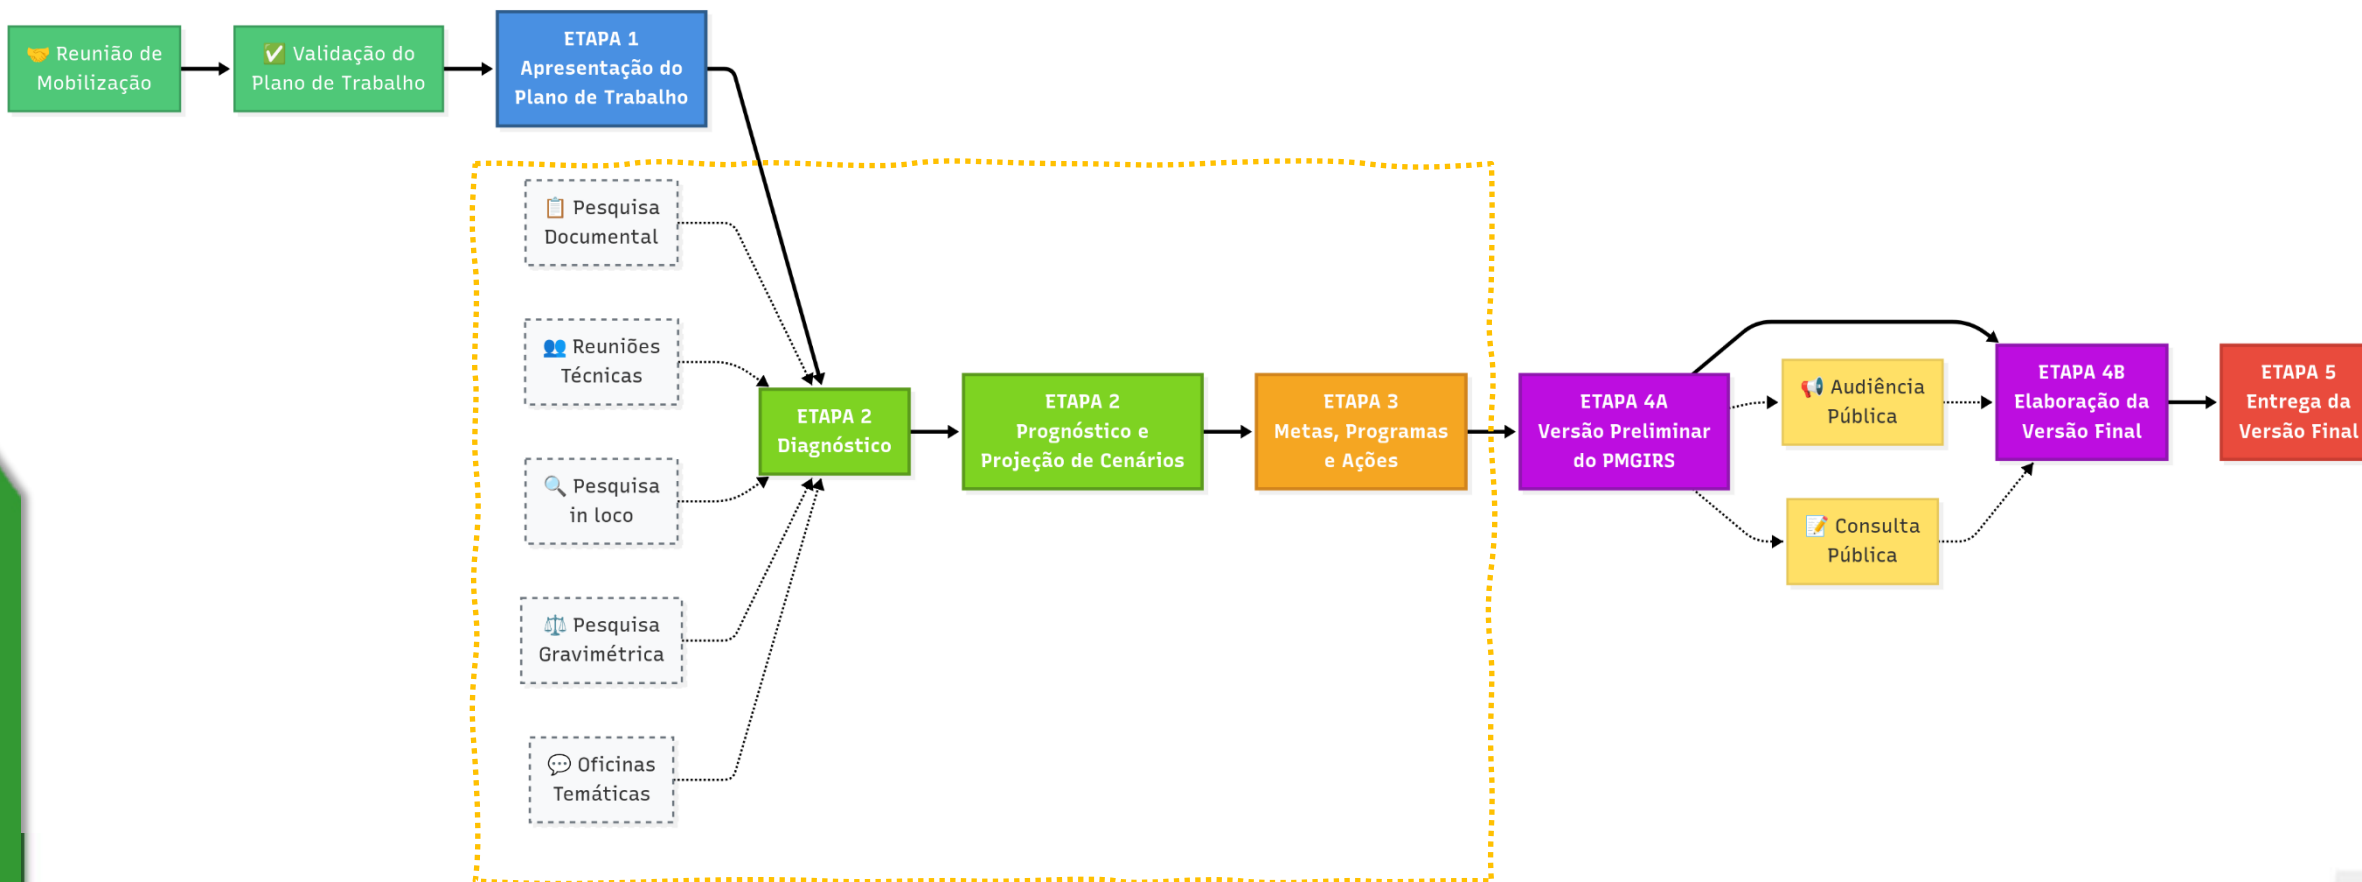 🤝 Reunião de
Mobilização
✅ Validação do
Plano de Trabalho
ETAPA 1
Apresentação do
Plano de Trabalho
📋 Pesquisa
Documental
👥 Reuniões
Técnicas
🔍 Pesquisa
in loco
⚖️ Pesquisa
Gravimétrica
💬 Oficinas
Temáticas
ETAPA 2
Diagnóstico
ETAPA 2
Prognóstico e
Projeção de Cenários
ETAPA 3
Metas, Programas
e Ações
ETAPA 4A
Versão Preliminar
do PMGIRS
📢 Audiência
Pública
📝 Consulta
Pública
ETAPA 4B
Elaboração da
Versão Final
ETAPA 5
Entrega da
Versão Final